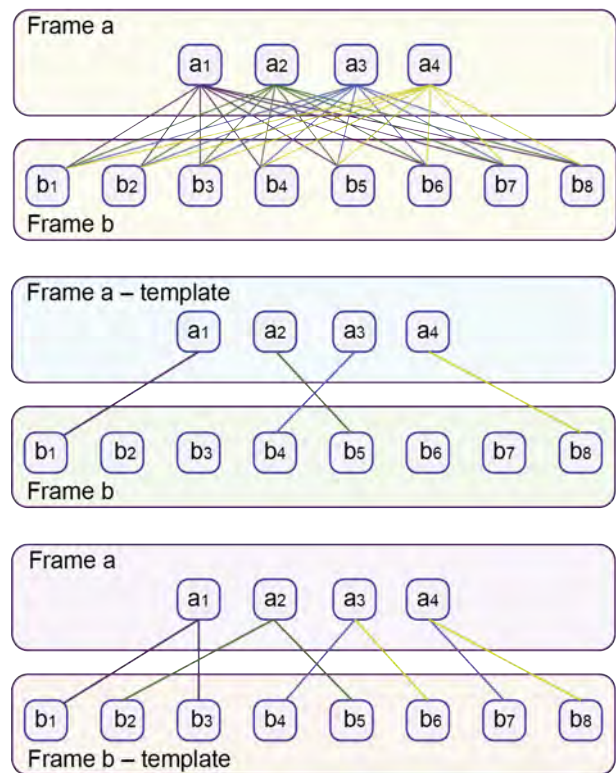 Frame a
a1 a2 a3 a4
b1 b2 b3 b4 b5 b6 b7 b8
Frame b
Frame a – template
a1 a2 a3 a4
b1 b2 b3 b4 b5 b6 b7 b8
Frame b
Frame a
a1 a2 a3 a4
b1 b2 b3 b4 b5 b6 b7 b8
Frame b – template